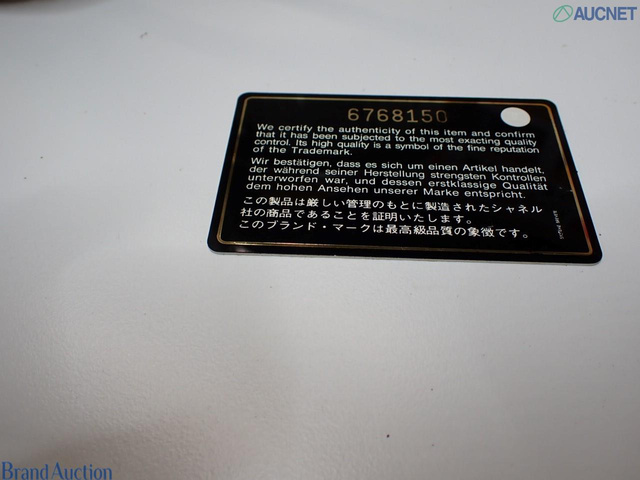 AUCNET
6768150
We certify the authenticity of this item and confirm
that it has been subjected to the most exacting quality
control. Its high quality is a symbol of the fine reputation
of the Trademark.
Wir bestätigen, dass es sich um einen Artikel handelt,
der während seiner Herstellung strengsten Kontrollen
unterworfen war, und dessen erstklassige Qualität
dem hohen Ansehen unserer Marke entspricht.
この製品は厳しい管理のもとに製造されたシャネル
社の商品であることを証明いたします。
このブランド・マークは最高級品質の象徴です。
Brand Auction